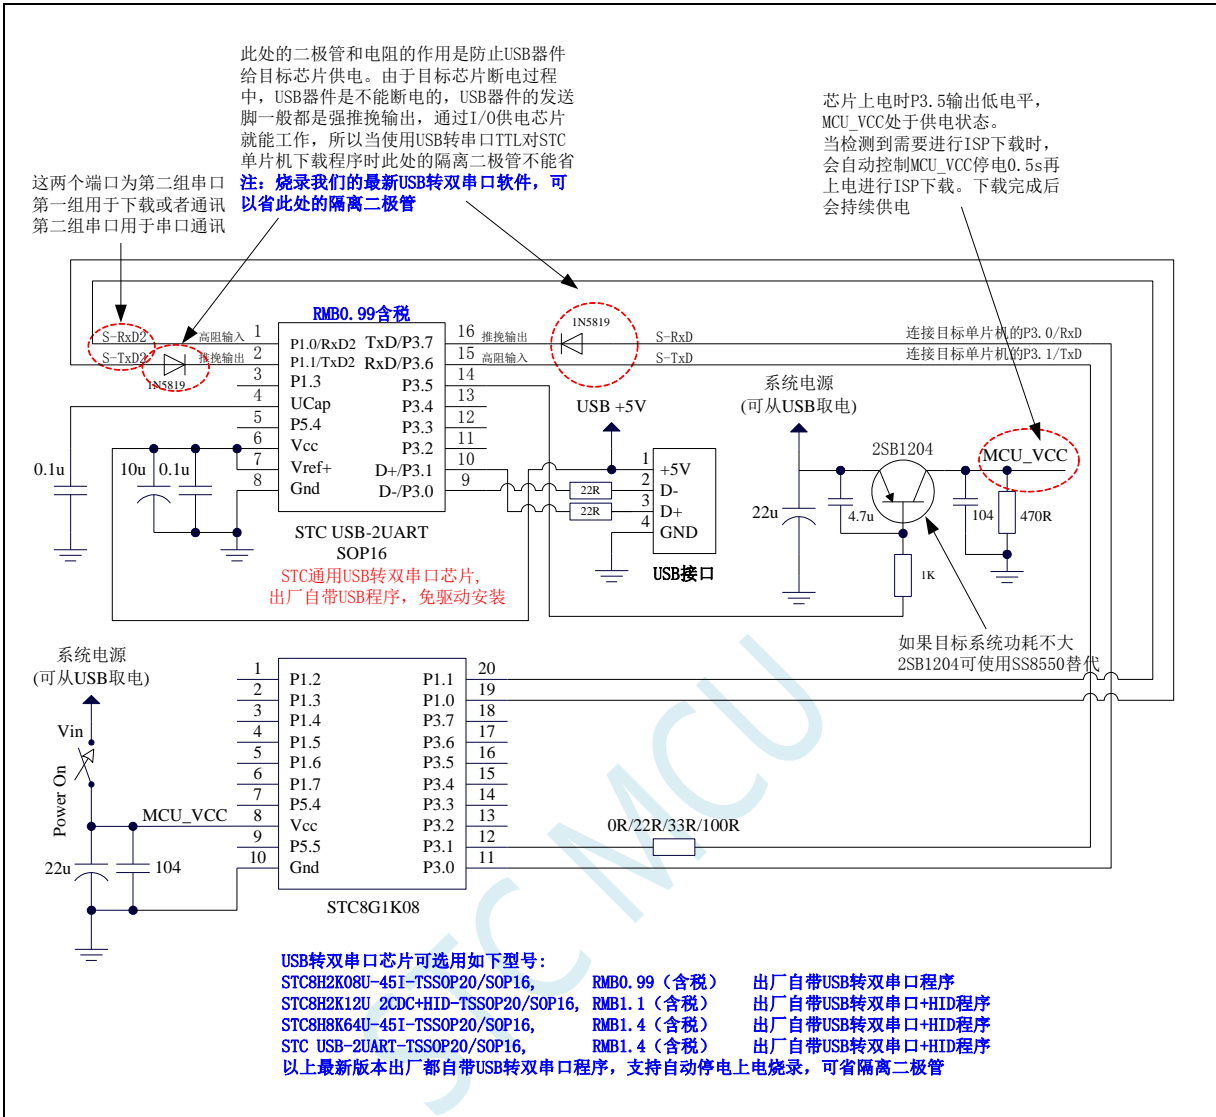 此处的二极管和电阻的作用是防止USB器件
给目标芯片供电。由于目标芯片断电过程
中，USB器件是不能断电的，USB器件的发送
脚一般都是强推挽输出，通过I/O供电芯片
就能工作，所以当使用USB转串口TTL对STC
单片机下载程序时此处的隔离二极管不能省
注：烧录我们的最新USB转双串口软件，可
以省此处的隔离二极管
芯片上电时P3.5输出低电平，
MCU_VCC处于供电状态。
当检测到需要进行ISP下载时，
会自动控制MCU_VCC停电0.5s再
上电进行ISP下载。下载完成后
会持续供电
这两个端口为第二组串口
第一组用于下载或者通讯
第二组串口用于串口通讯
RMB0.99含税
S-RxD2
高阻输入
1
P1.0/RxD2
TxD/P3.7
16
推挽输出
1N5819
S-RxD
连接目标单片机的P3.0/RxD
S-TxD2
推挽输出
1N5819
2
P1.1/TxD2
RxD/P3.6
15
高阻输入
S-TxD
连接目标单片机的P3.1/TxD
3
P1.3
P3.5
14
4
UCap
P3.4
13
5
P5.4
P3.3
12
6
Vcc
P3.2
11
7
Vref+
D+/P3.1
10
8
Gnd
D-/P3.0
9
0.1u
10u
0.1u
STC USB-2UART
SOP16
STC通用USB转双串口芯片,
出厂自带USB程序，免驱动安装
USB +5V
22R
22R
1
+5V
2
D-
3
D+
4
GND
USB接口
系统电源
(可从USB取电)
2SB1204
MCU_VCC
22u
4.7u
104
470R
1K
如果目标系统功耗不大
2SB1204可使用SS8550替代
系统电源
(可从USB取电)
Vin
Power On
MCU_VCC
22u
104
1
P1.2
P1.1
20
2
P1.3
P1.0
19
3
P1.4
P3.7
18
4
P1.5
P3.6
17
5
P1.6
P3.5
16
6
P1.7
P3.4
15
7
P5.4
P3.3
14
8
Vcc
P3.2
13
9
P5.5
P3.1
12
10
Gnd
P3.0
11
0R/22R/33R/100R
STC8G1K08
STC MCU
USB转双串口芯片可选用如下型号:
STC8H2K08U-45I-TSSOP20/SOP16, RMB0.99（含税） 出厂自带USB转双串口程序
STC8H2K12U 2CDC+HID-TSSOP20/SOP16, RMB1.1（含税） 出厂自带USB转双串口+HID程序
STC8H8K64U-45I-TSSOP20/SOP16, RMB1.4（含税） 出厂自带USB转双串口+HID程序
STC USB-2UART-TSSOP20/SOP16, RMB1.4（含税） 出厂自带USB转双串口+HID程序
以上最新版本出厂都自带USB转双串口程序，支持自动停电上电烧录，可省隔离二极管